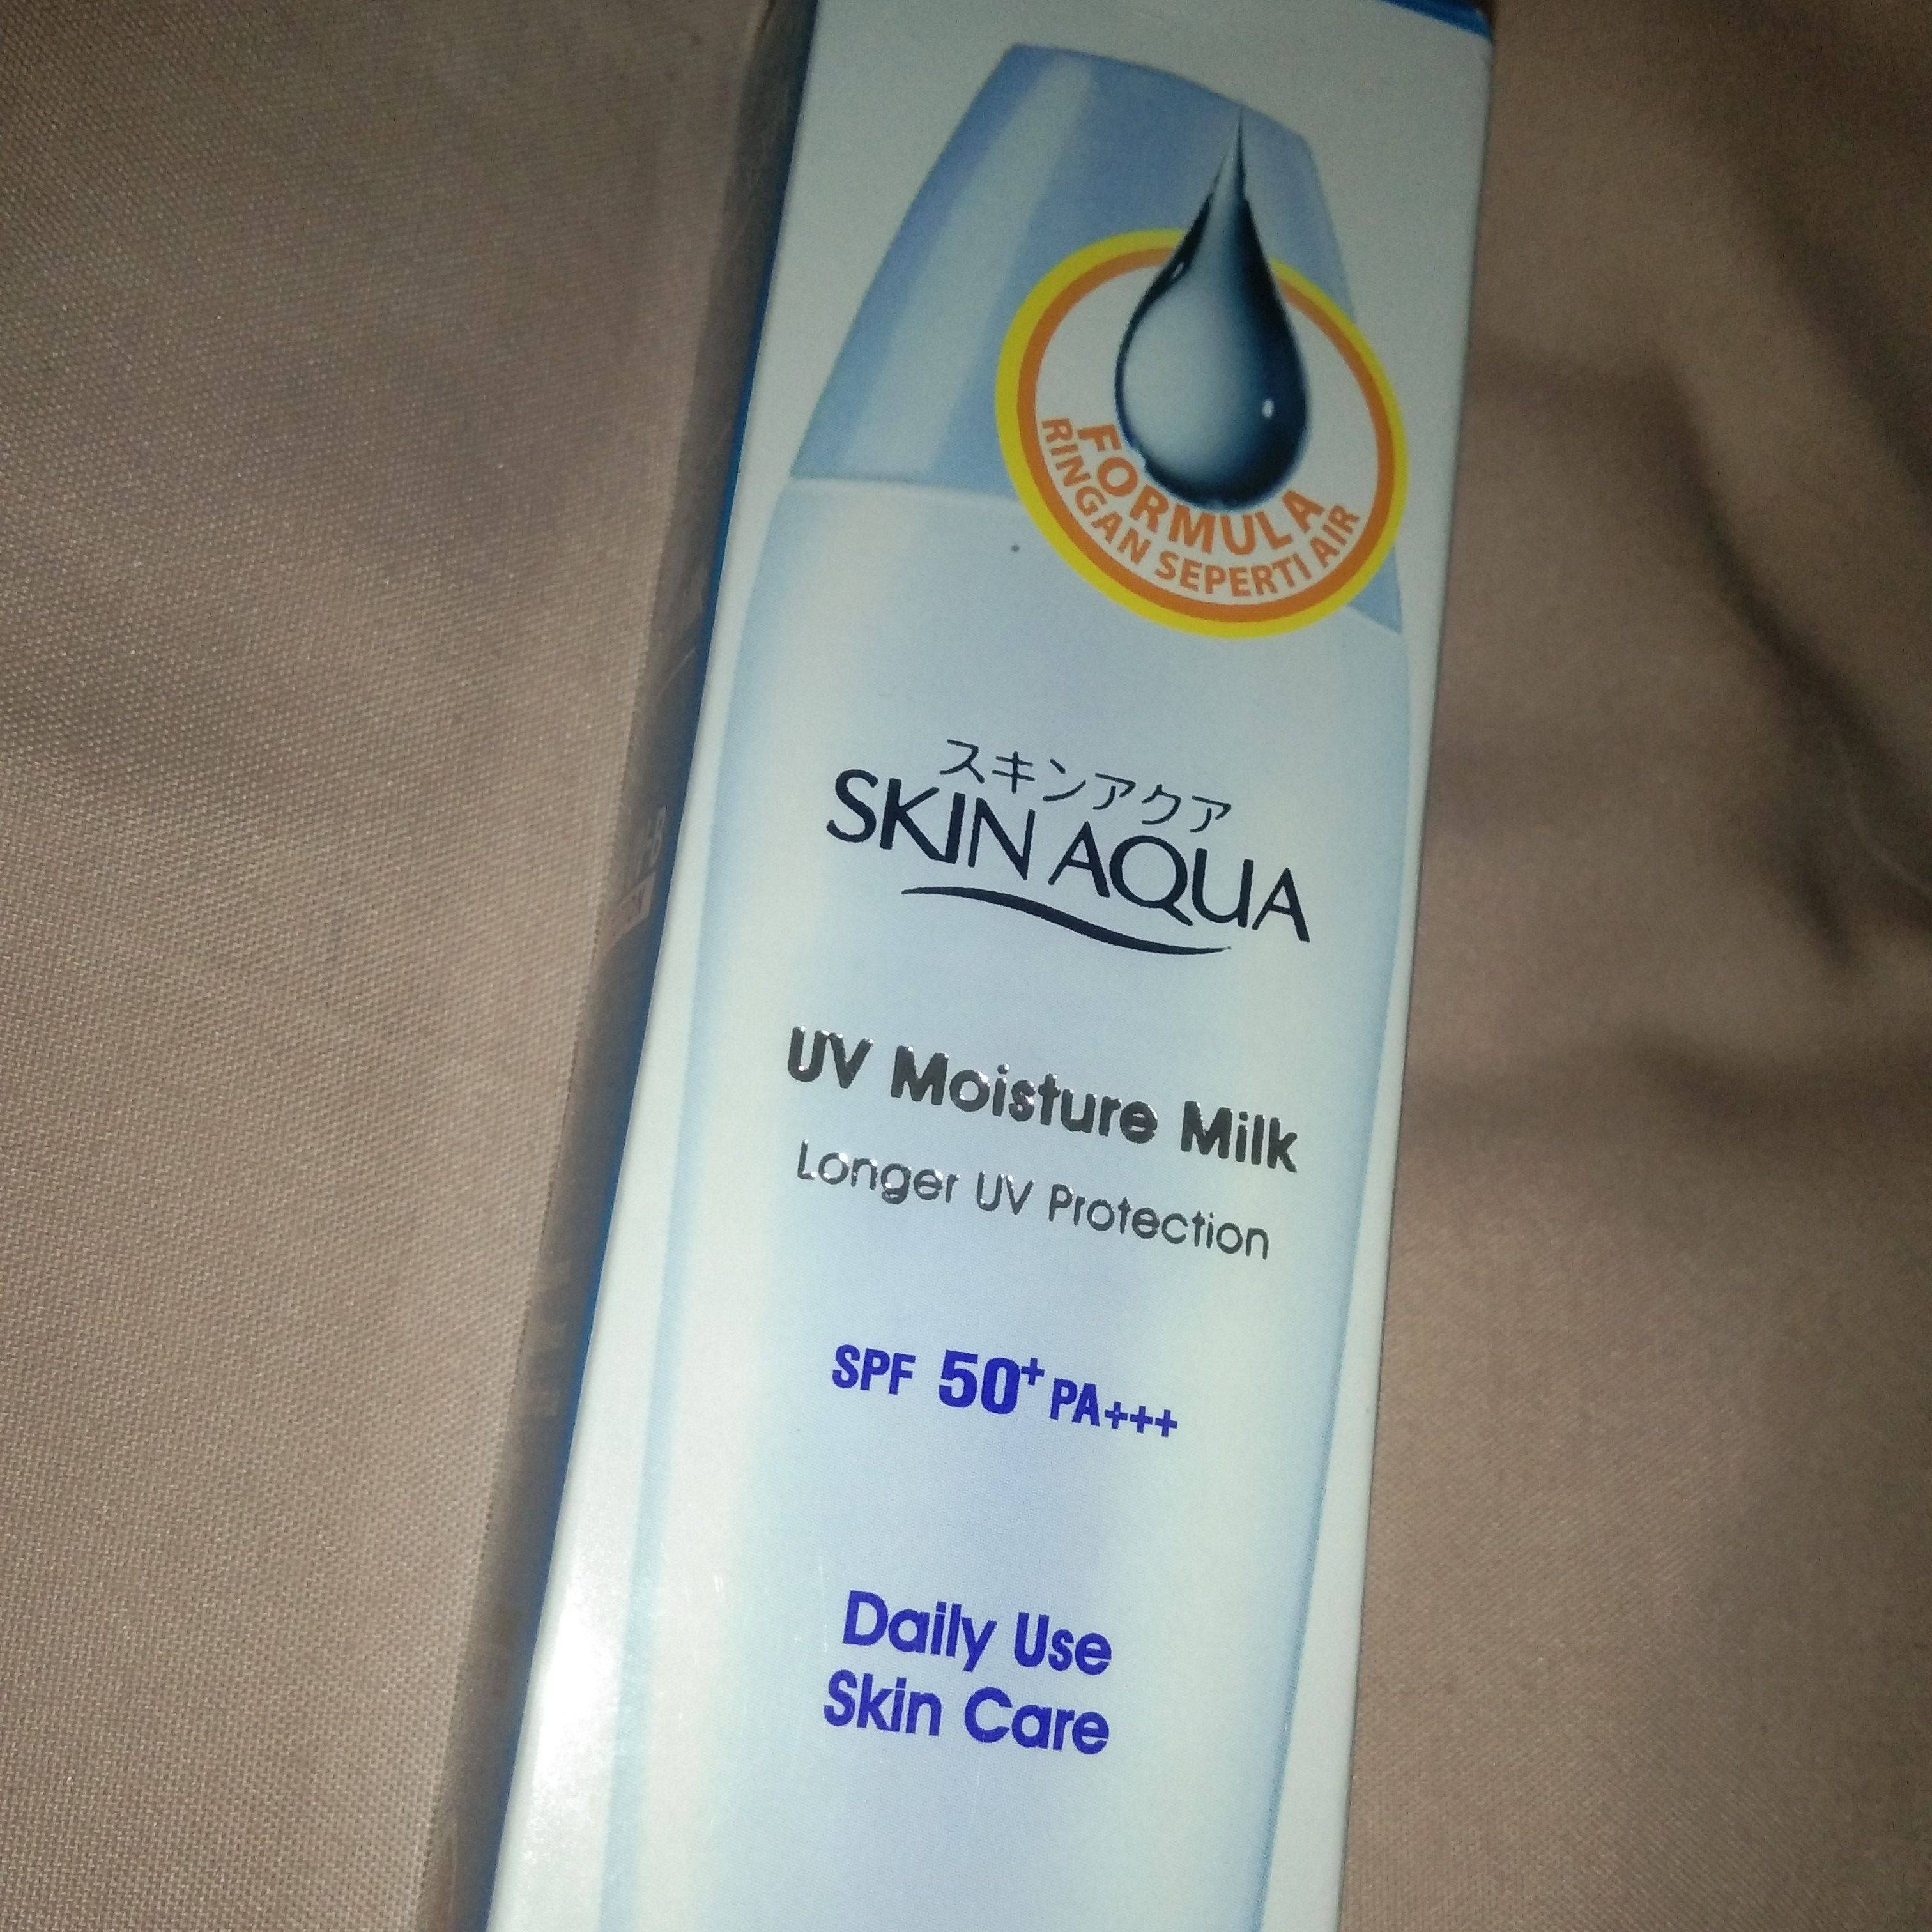 FORMULA
RINGAN SEPERTI AIR
スキンアクア
SKIN AQUA
UV Moisture Milk
Longer UV Protection
SPF 50+ PA+++
Daily Use
Skin Care